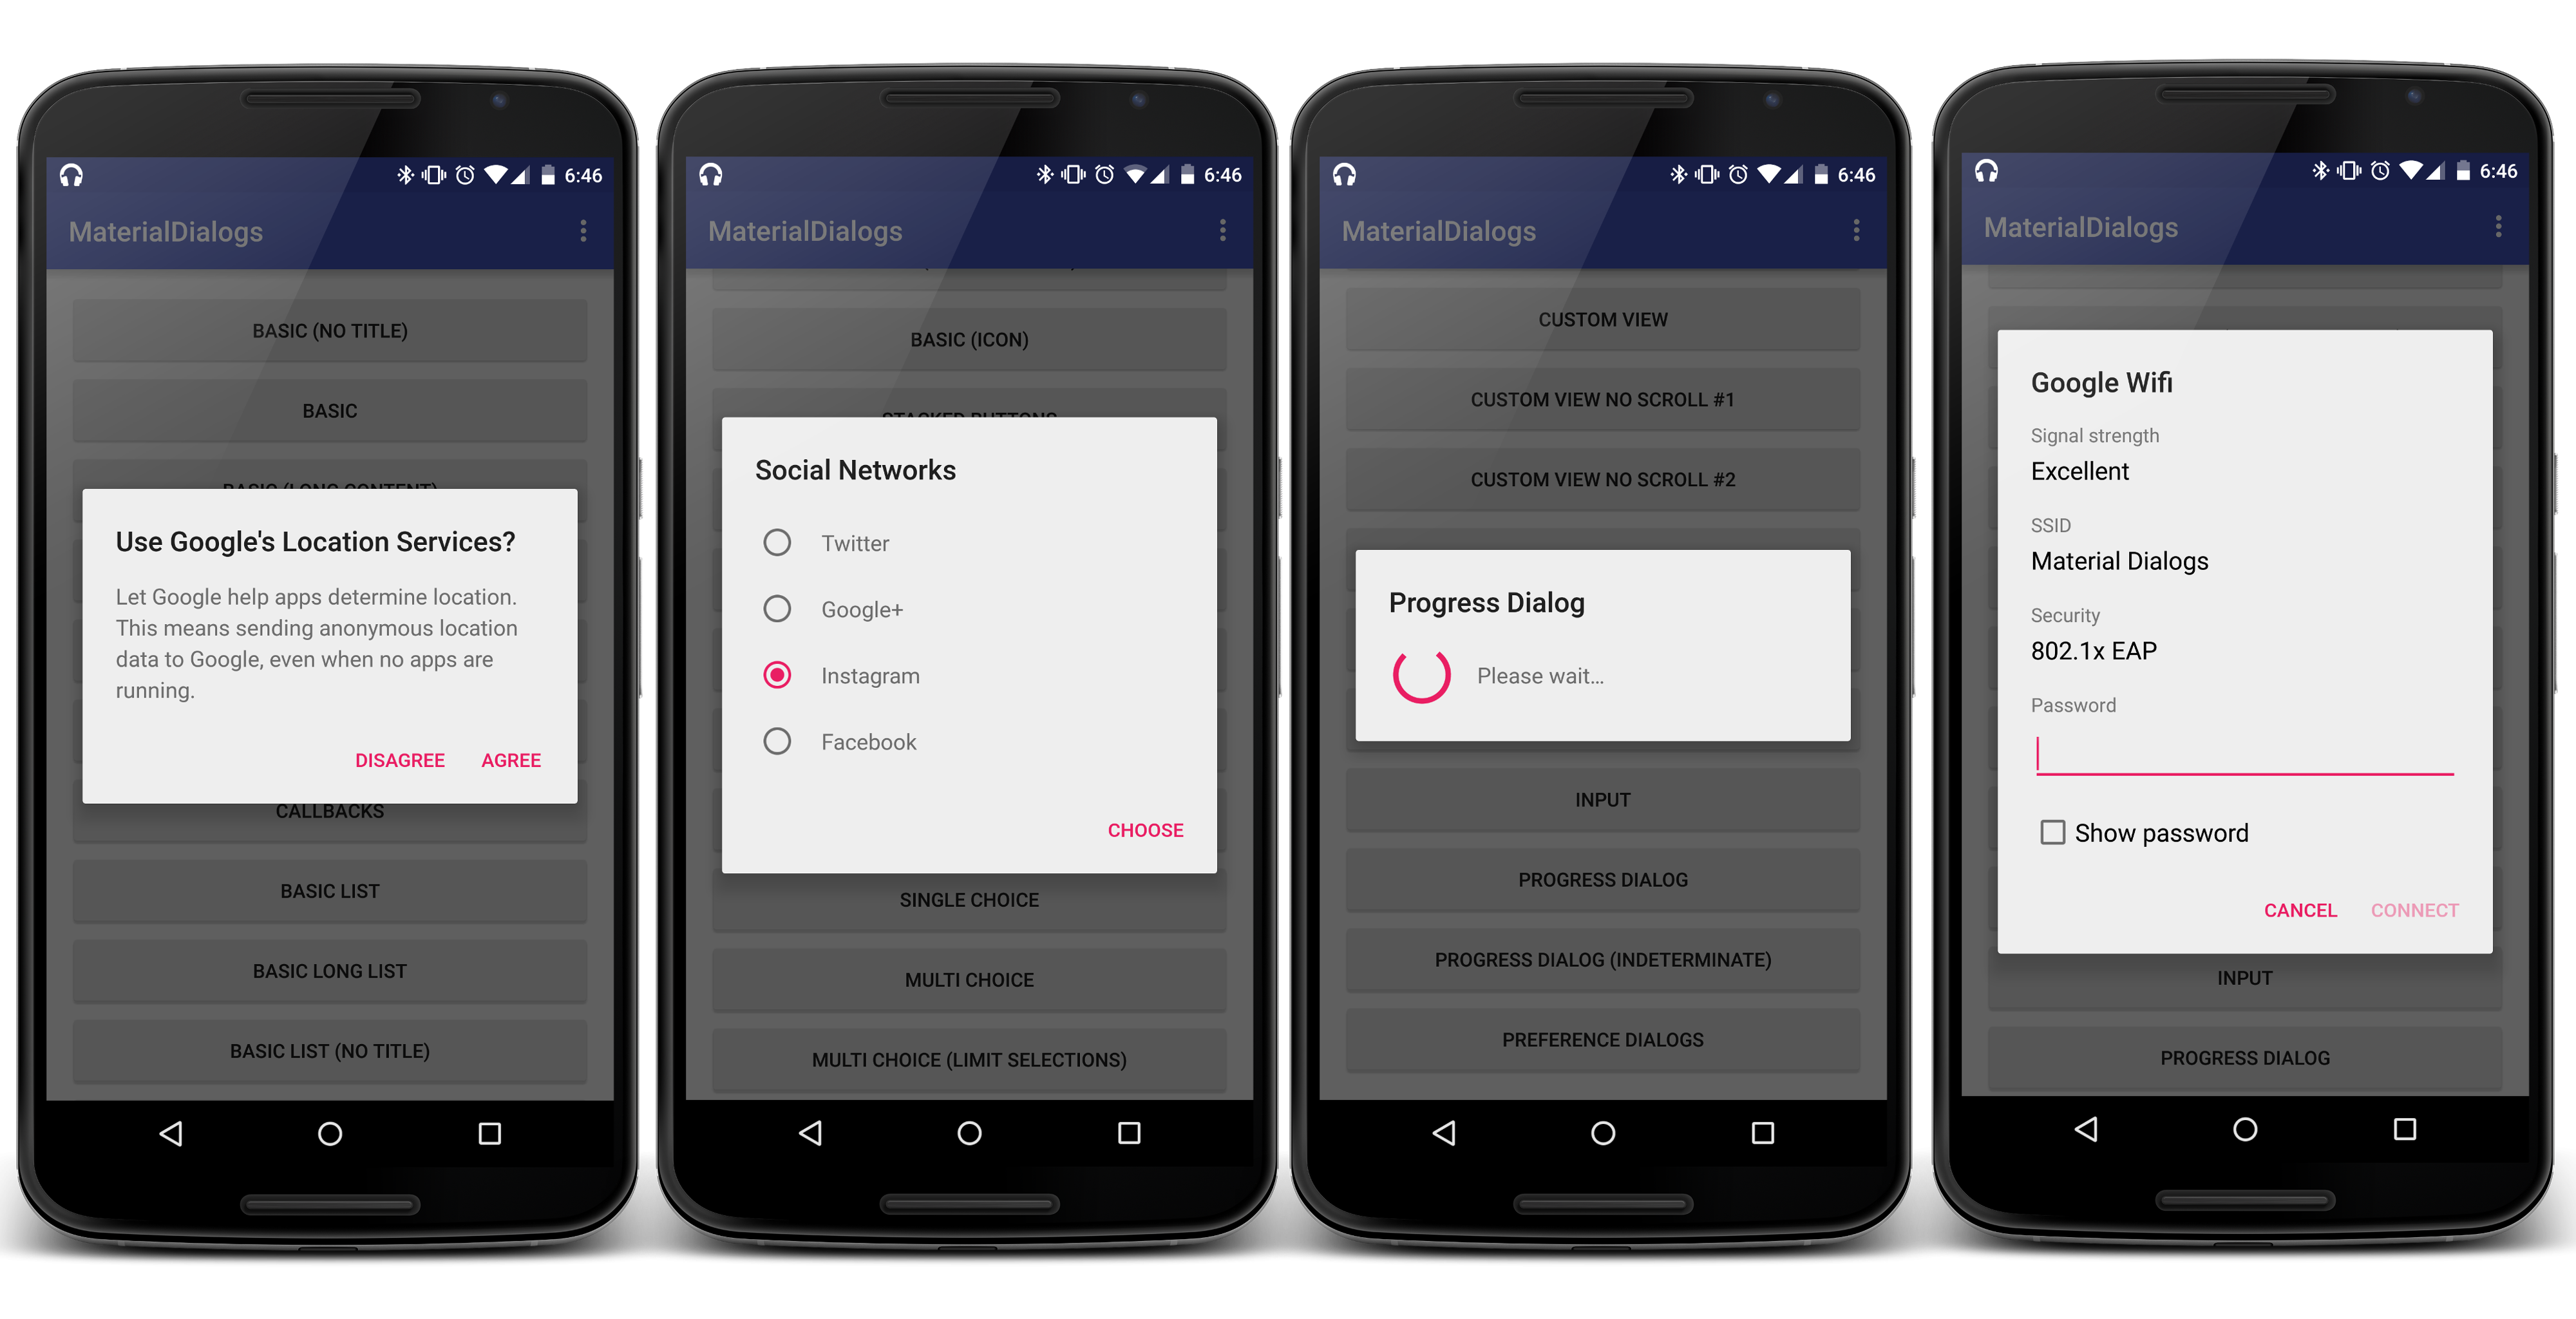 6:46
MaterialDialogs
BASIC (NO TITLE)
BASIC
BASIC (LONG CONTENT)
Use Google's Location Services?
Let Google help apps determine location.
This means sending anonymous location
data to Google, even when no apps are
running.
DISAGREE AGREE
CALLBACKS
BASIC LIST
BASIC LONG LIST
BASIC LIST (NO TITLE)
6:46
MaterialDialogs
BASIC (ICON)
STACKED BUTTONS
Social Networks
Twitter
Google+
Instagram
Facebook
CHOOSE
SINGLE CHOICE
MULTI CHOICE
MULTI CHOICE (LIMIT SELECTIONS)
6:46
MaterialDialogs
CUSTOM VIEW
CUSTOM VIEW NO SCROLL #1
CUSTOM VIEW NO SCROLL #2
Progress Dialog
Please wait...
INPUT
PROGRESS DIALOG
PROGRESS DIALOG (INDETERMINATE)
PREFERENCE DIALOGS
6:46
MaterialDialogs
Google Wifi
Signal strength
Excellent
SSID
Material Dialogs
Security
802.1x EAP
Password
Show password
CANCEL CONNECT
INPUT
PROGRESS DIALOG